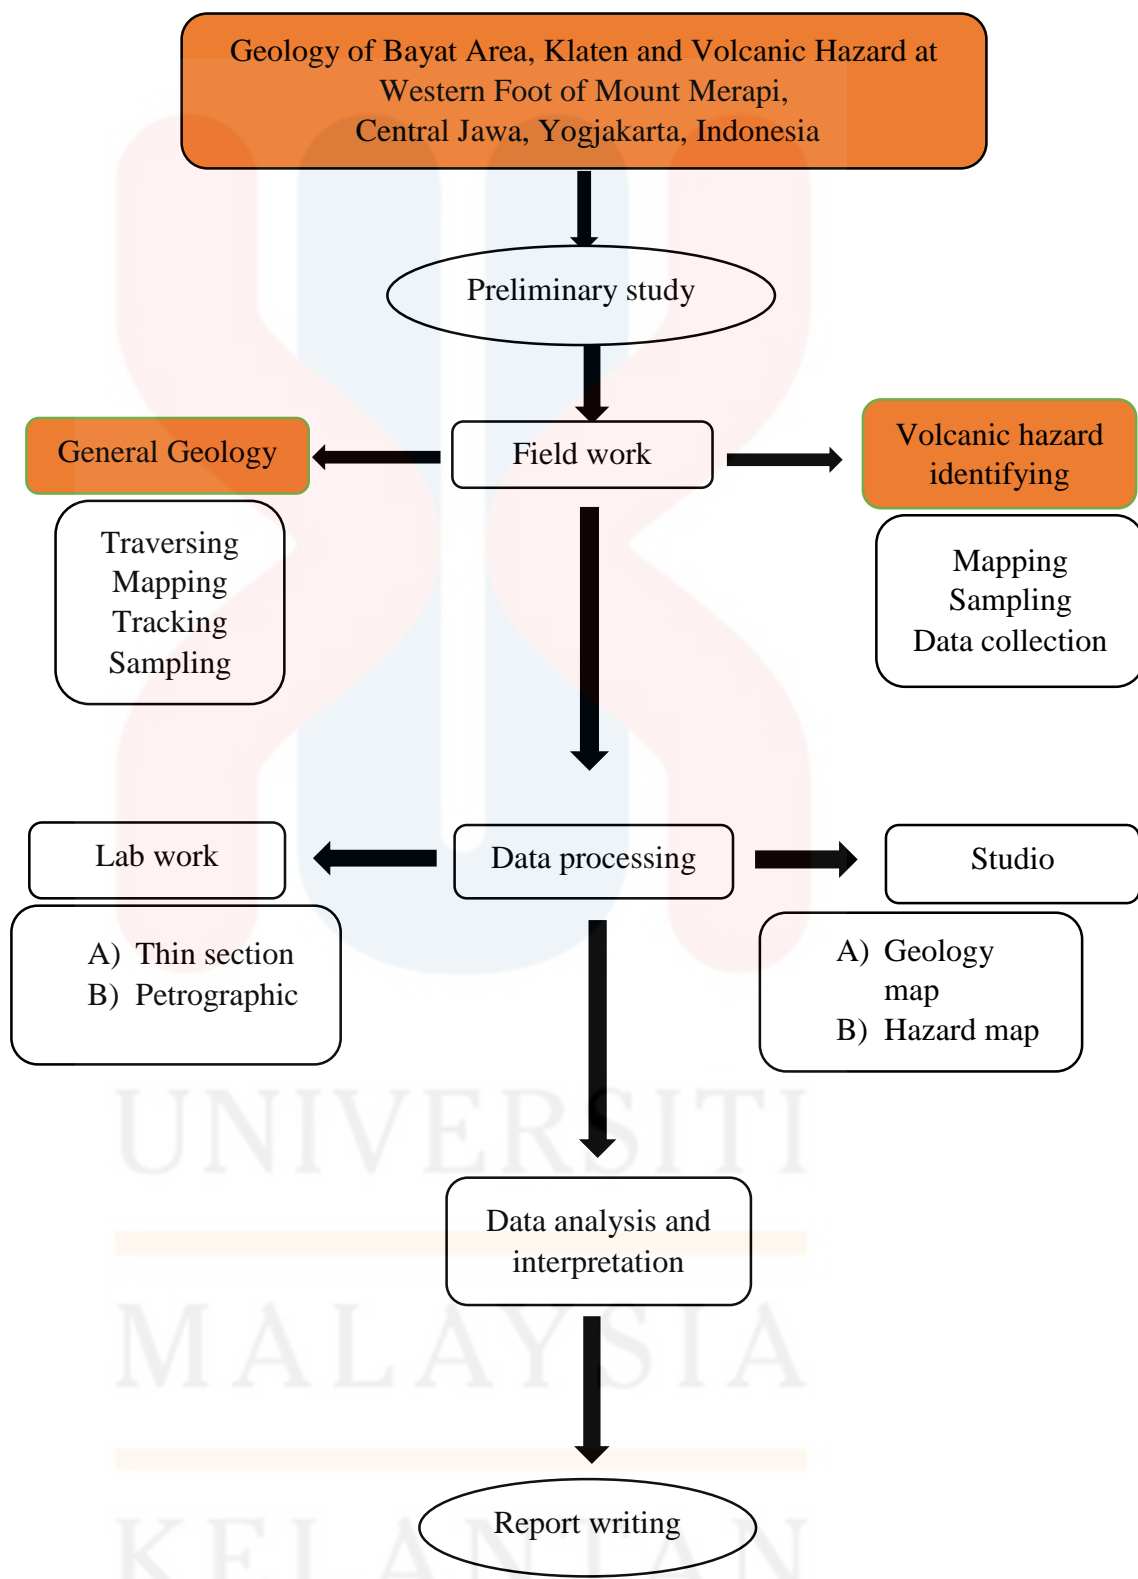 Geology of Bayat Area, Klaten and Volcanic Hazard at
Western Foot of Mount Merapi,
Central Jawa, Yogjakarta, Indonesia
Preliminary study
General Geology
Field work
Volcanic hazard
identifying
Traversing
Mapping
Tracking
Sampling
Mapping
Sampling
Data collection
Lab work
Data processing
Studio
A) Thin section
B) Petrographic
A) Geology
map
B) Hazard map
UNIVERSITI
Data analysis and
interpretation
MALAYSIA
Report writing
KELANTAN